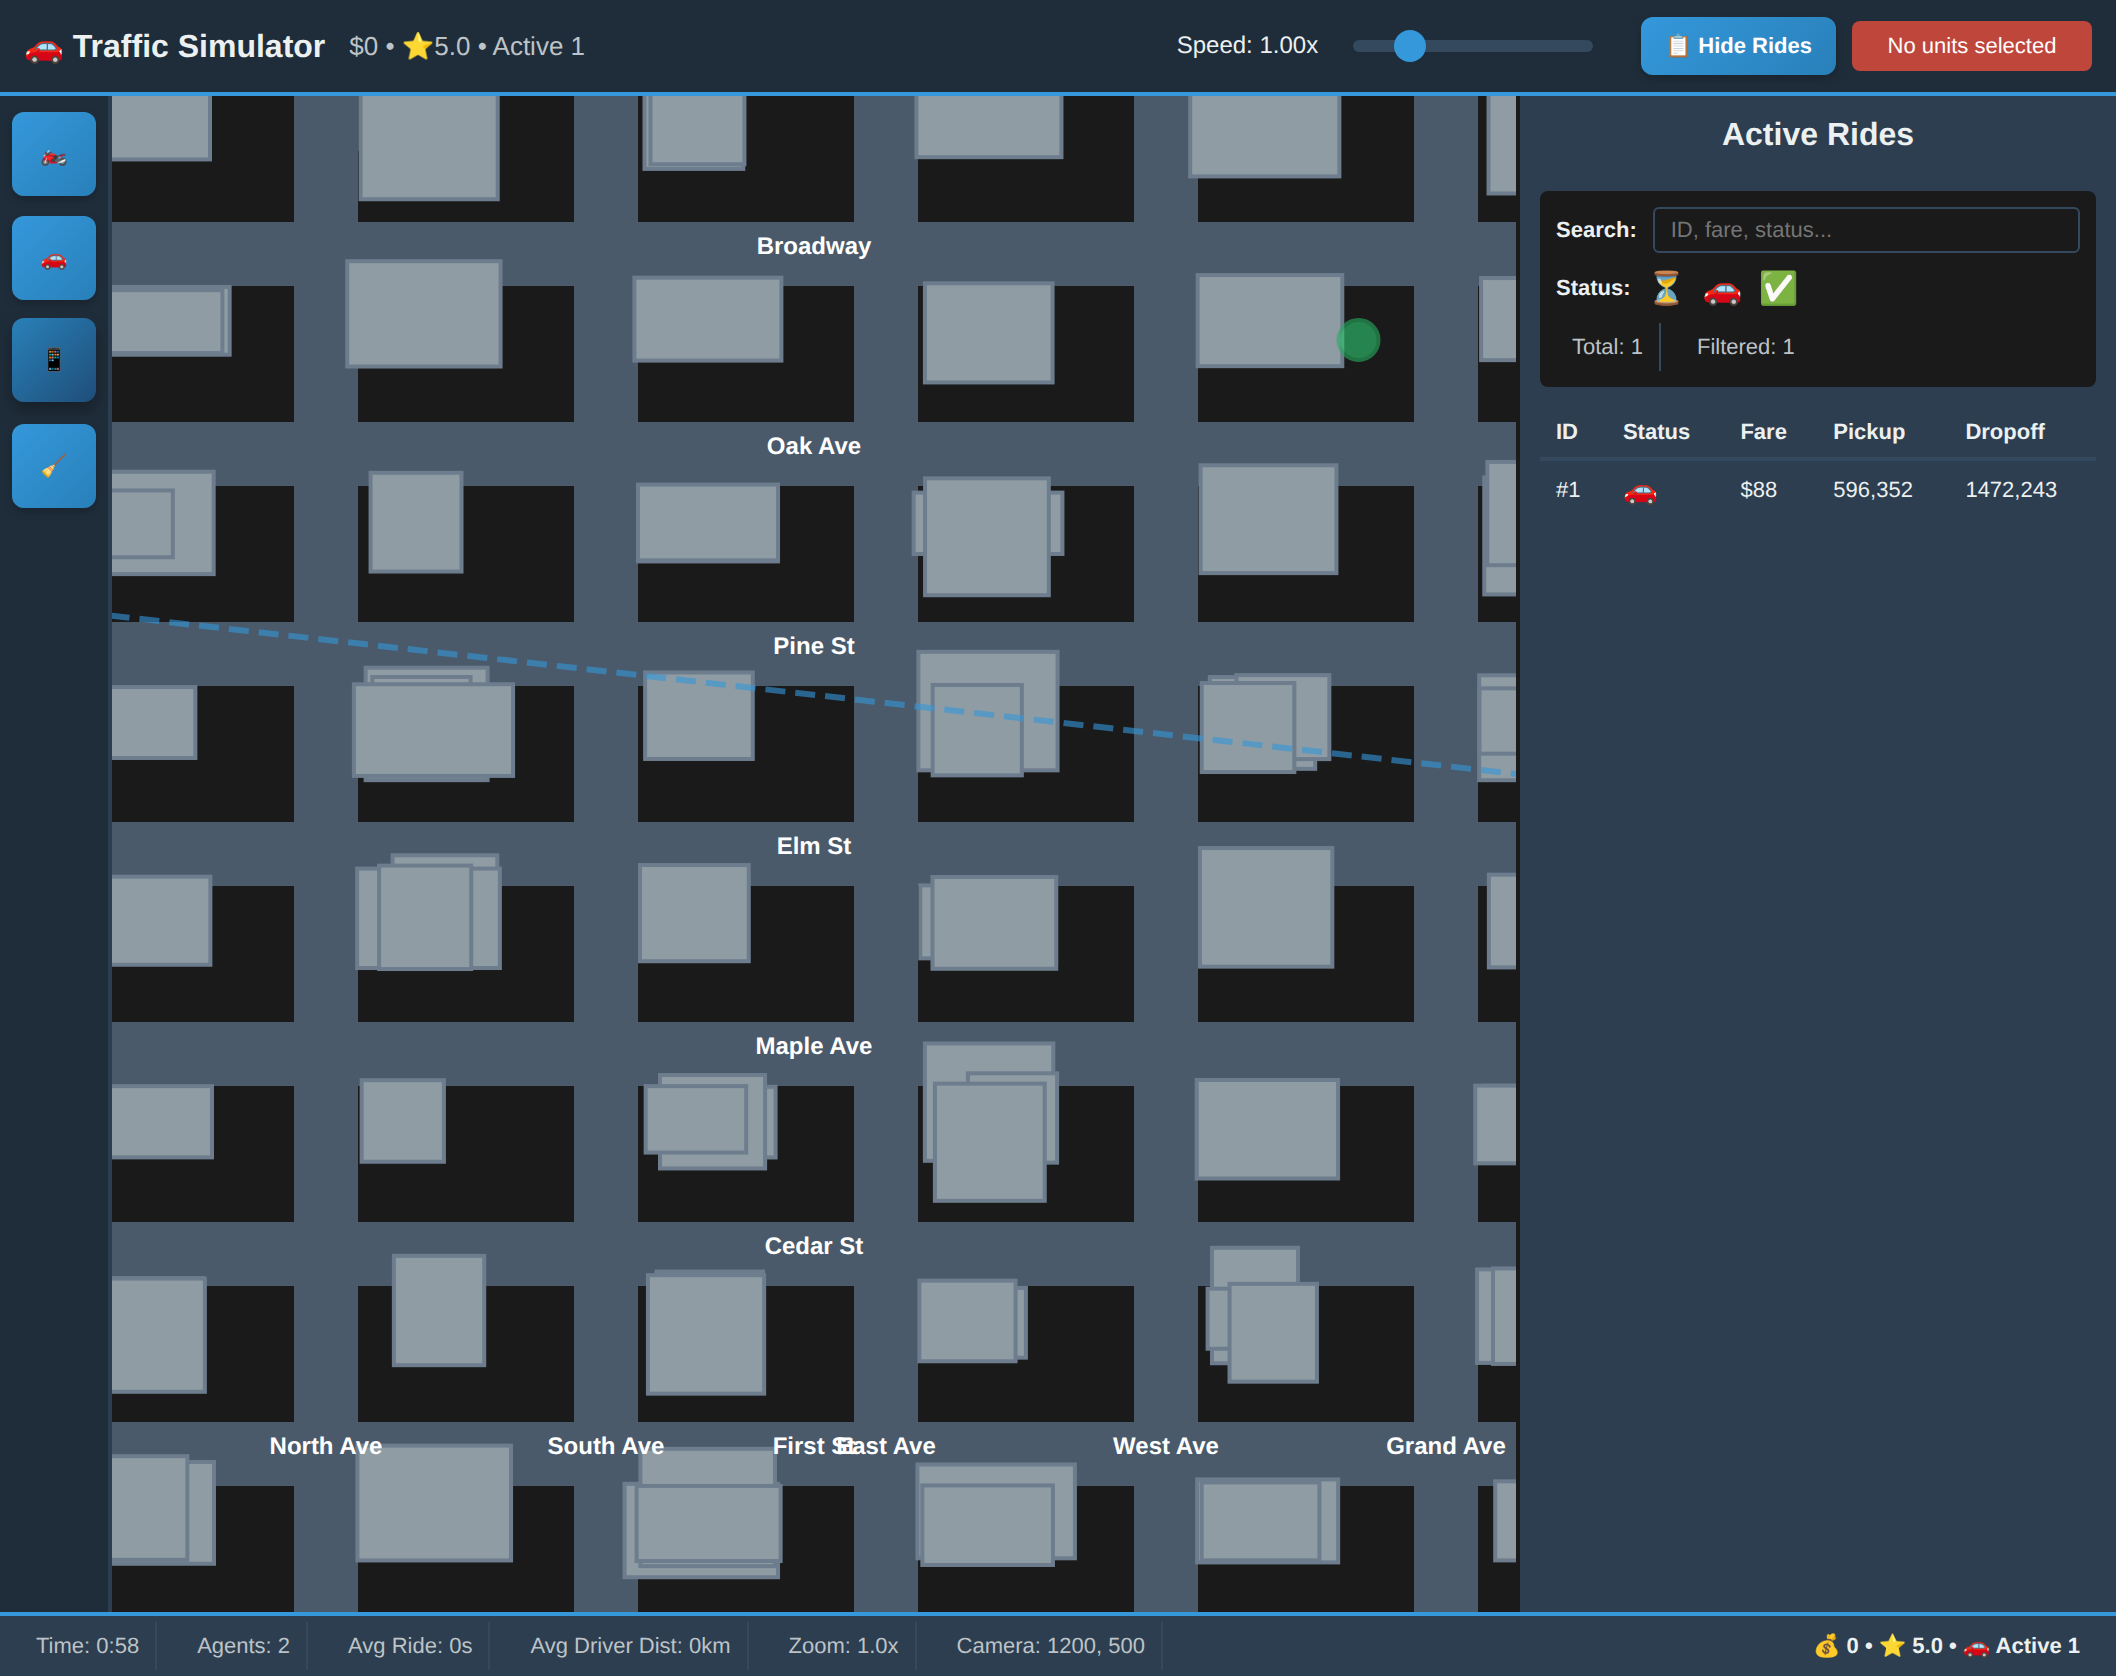 🚗 Traffic Simulator $0 • ⭐5.0 • Active 1 Speed: 1.00x 📋 Hide Rides No units selected
Active Rides
Search: ID, fare, status...
Status: ⏳ 🚗 ✅
Total: 1 Filtered: 1
ID Status Fare Pickup Dropoff
#1 🚗 $88 596,352 1472,243
Broadway
Oak Ave
Pine St
Elm St
Maple Ave
Cedar St
North Ave South Ave First St East Ave West Ave Grand Ave
Time: 0:58 Agents: 2 Avg Ride: 0s Avg Driver Dist: 0km Zoom: 1.0x Camera: 1200, 500 💰 0 • ⭐ 5.0 • 🚗 Active 1